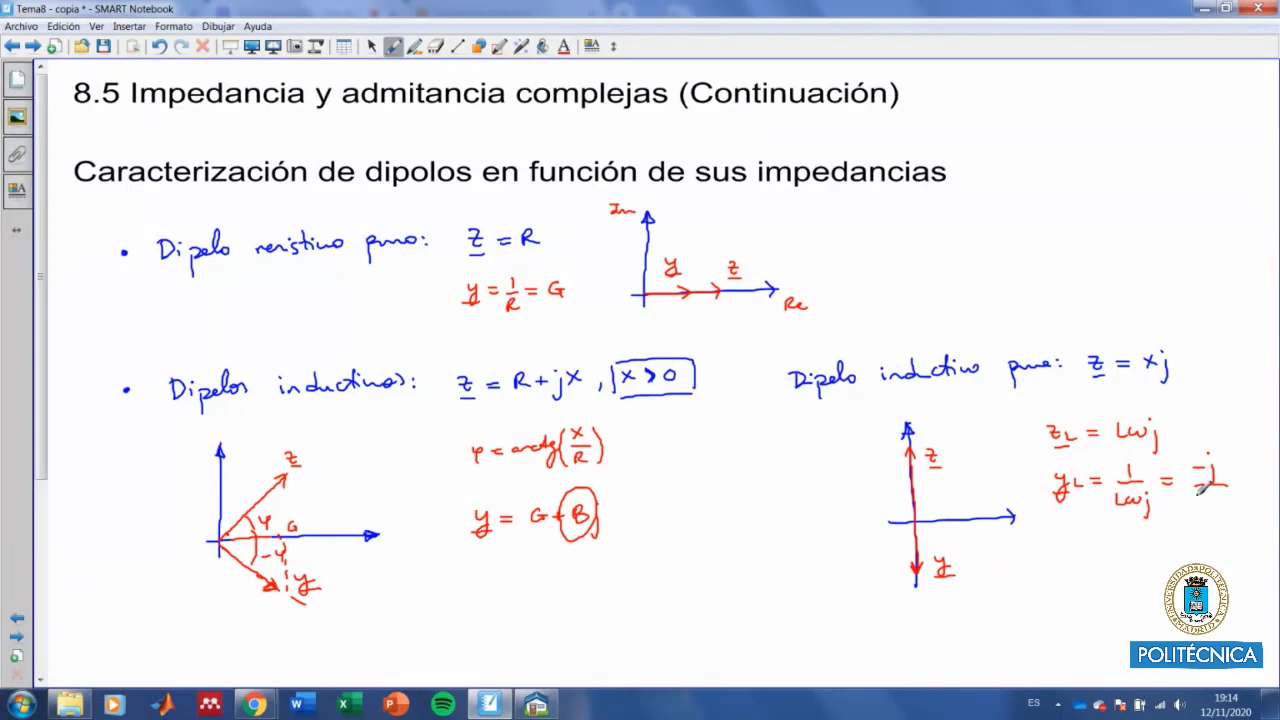 Tema8 - copia * - SMART Notebook
Archivo Edición Ver Insertar Formato Dibujar Ayuda
8.5 Impedancia y admitancia complejas (Continuación)
Caracterización de dipolos en función de sus impedancias
• Dipolo resistivo puro: z = R
y = 1/R = G
Im
y z
Re
• Dipolos inductivos: z = R + jX , X > 0
φ = arctg(X/R)
y = G + Bj
z
φ G
-φ
y
Dipolo inductivo puro: z = Xj
z
y
zL = Lωj
yL = 1/Lωj = -j
POLITÉCNICA
ES
19:14
12/11/2020